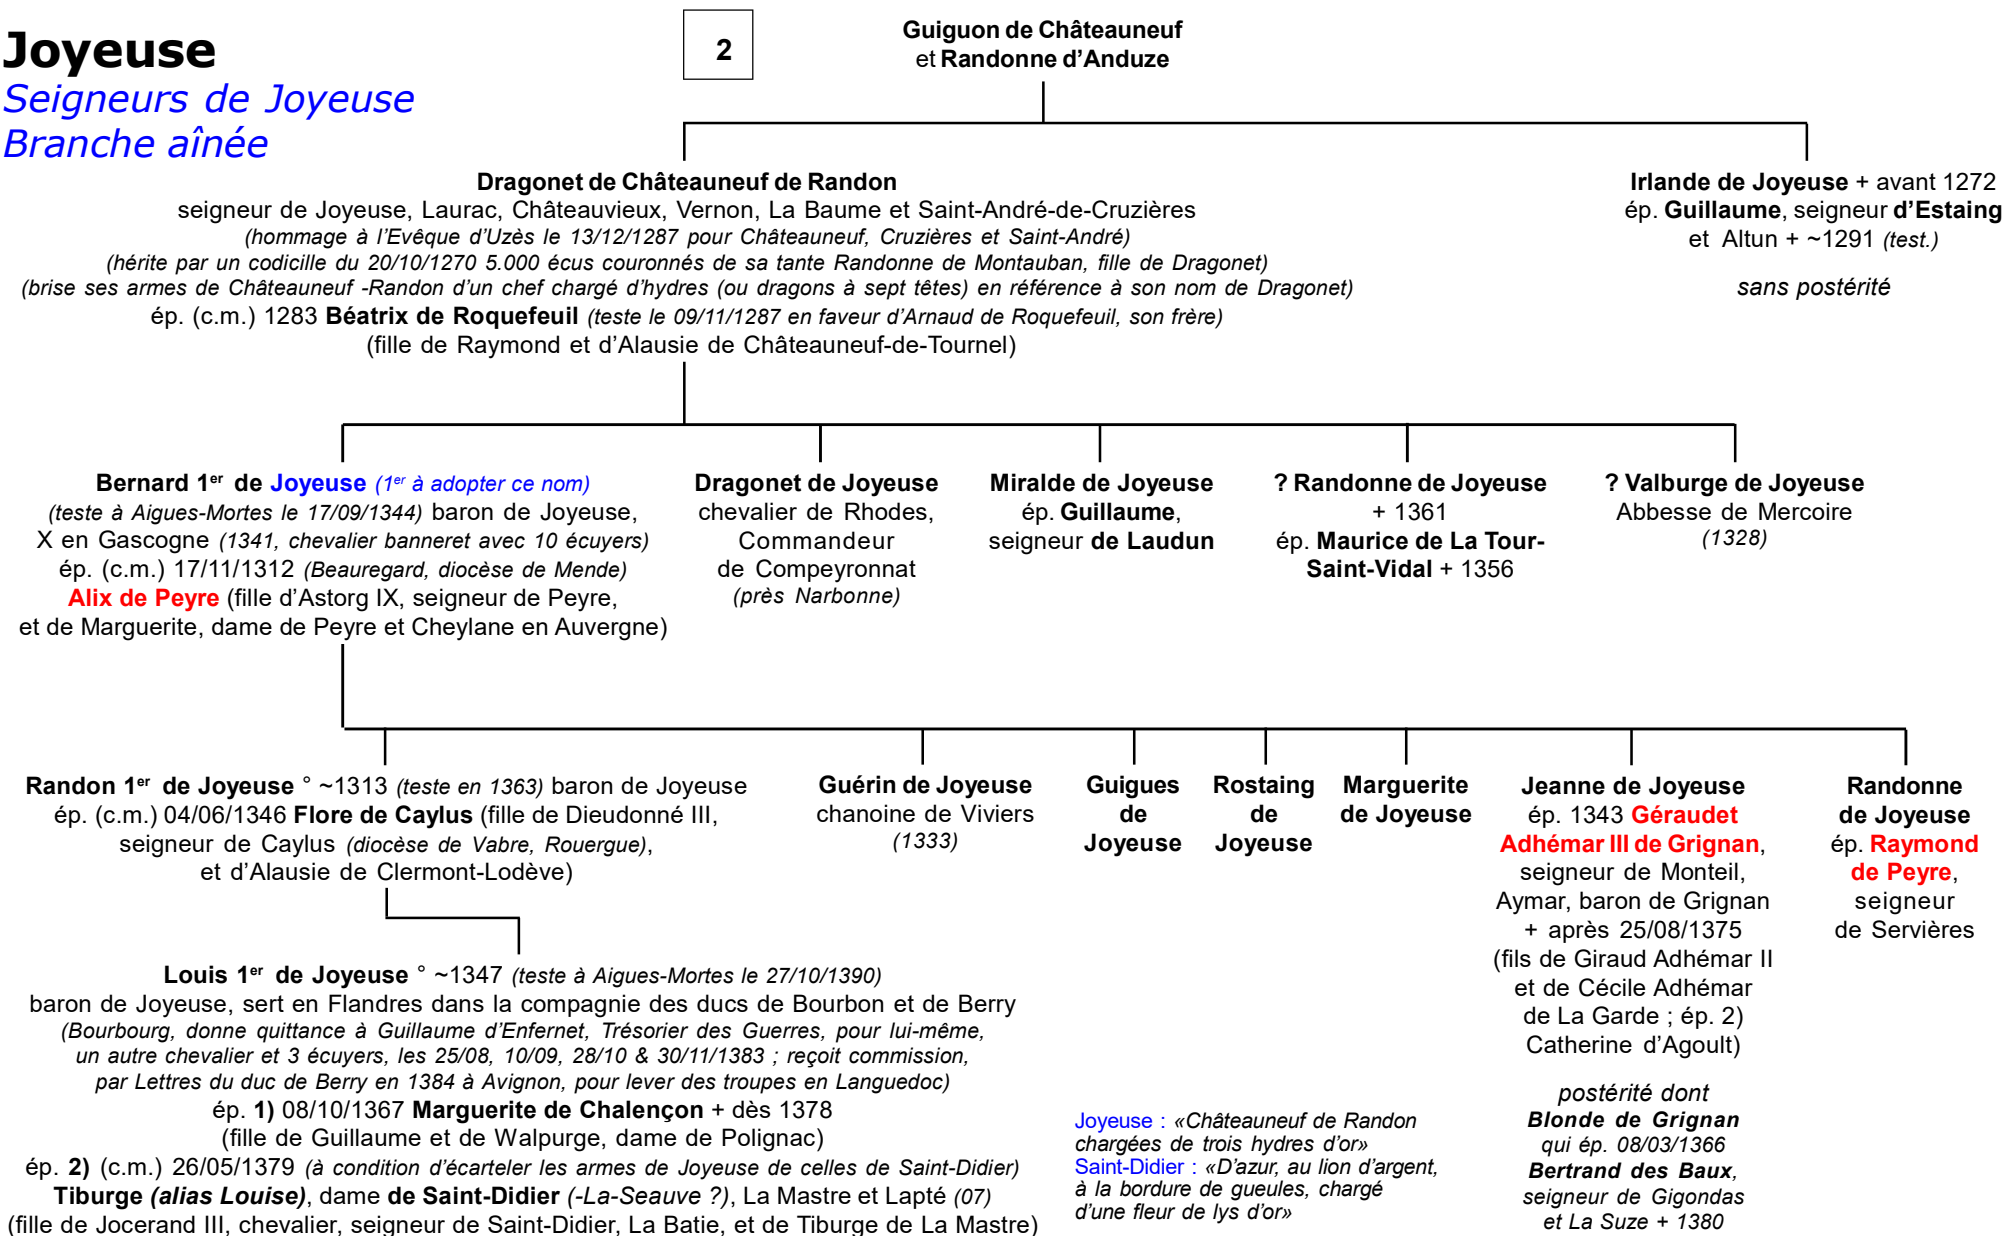 Joyeuse
Seigneurs de Joyeuse
Branche aînée
2
Guiguon de Châteauneuf
et Randonne d’Anduze
Dragonet de Châteauneuf de Randon
seigneur de Joyeuse, Laurac, Châteauvieux, Vernon, La Baume et Saint-André-de-Cruzières
(hommage à l’Evêque d’Uzès le 13/12/1287 pour Châteauneuf, Cruzières et Saint-André)
(hérite par un codicille du 20/10/1270 5.000 écus couronnés de sa tante Randonne de Montauban, fille de Dragonet)
(brise ses armes de Châteauneuf -Randon d’un chef chargé d’hydres (ou dragons à sept têtes) en référence à son nom de Dragonet)
ép. (c.m.) 1283 Béatrix de Roquefeuil (teste le 09/11/1287 en faveur d’Arnaud de Roquefeuil, son frère)
(fille de Raymond et d’Alausie de Châteauneuf-de-Tournel)
Irlande de Joyeuse + avant 1272
ép. Guillaume, seigneur d’Estaing
et Altun + ~1291 (test.)
sans postérité
Bernard 1er de Joyeuse (1er à adopter ce nom)
(teste à Aigues-Mortes le 17/09/1344) baron de Joyeuse,
X en Gascogne (1341, chevalier banneret avec 10 écuyers)
ép. (c.m.) 17/11/1312 (Beauregard, diocèse de Mende)
Alix de Peyre (fille d’Astorg IX, seigneur de Peyre,
et de Marguerite, dame de Peyre et Cheylane en Auvergne)
Dragonet de Joyeuse
chevalier de Rhodes,
Commandeur
de Compeyronnat
(près Narbonne)
Miralde de Joyeuse
ép. Guillaume,
seigneur de Laudun
? Randonne de Joyeuse
+ 1361
ép. Maurice de La Tour-
Saint-Vidal + 1356
? Valburge de Joyeuse
Abbesse de Mercoire
(1328)
Randon 1er de Joyeuse ° ~1313 (teste en 1363) baron de Joyeuse
ép. (c.m.) 04/06/1346 Flore de Caylus (fille de Dieudonné III,
seigneur de Caylus (diocèse de Vabre, Rouergue),
et d’Alausie de Clermont-Lodève)
Guérin de Joyeuse
chanoine de Viviers
(1333)
Guigues
de
Joyeuse
Rostaing
de
Joyeuse
Marguerite
de Joyeuse
Jeanne de Joyeuse
ép. 1343 Géraudet
Adhémar III de Grignan,
seigneur de Monteil,
Aymar, baron de Grignan
+ après 25/08/1375
(fils de Giraud Adhémar II
et de Cécile Adhémar
de La Garde ; ép. 2)
Catherine d’Agoult)
postérité dont
Blonde de Grignan
qui ép. 08/03/1366
Bertrand des Baux,
seigneur de Gigondas
et La Suze + 1380
Randonne
de Joyeuse
ép. Raymond
de Peyre,
seigneur
de Servières
Louis 1er de Joyeuse ° ~1347 (teste à Aigues-Mortes le 27/10/1390)
baron de Joyeuse, sert en Flandres dans la compagnie des ducs de Bourbon et de Berry
(Bourbourg, donne quittance à Guillaume d’Enfernet, Trésorier des Guerres, pour lui-même,
un autre chevalier et 3 écuyers, les 25/08, 10/09, 28/10 & 30/11/1383 ; reçoit commission,
par Lettres du duc de Berry en 1384 à Avignon, pour lever des troupes en Languedoc)
ép. 1) 08/10/1367 Marguerite de Chalençon + dès 1378
(fille de Guillaume et de Walpurge, dame de Polignac)
ép. 2) (c.m.) 26/05/1379 (à condition d’écarteler les armes de Joyeuse de celles de Saint-Didier)
Tiburge (alias Louise), dame de Saint-Didier (-La-Seauve ?), La Mastre et Lapté (07)
(fille de Jocerand III, chevalier, seigneur de Saint-Didier, La Batie, et de Tiburge de La Mastre)
Joyeuse : «Châteauneuf de Randon
chargées de trois hydres d’or»
Saint-Didier : «D’azur, au lion d’argent,
à la bordure de gueules, chargé
d’une fleur de lys d’or»